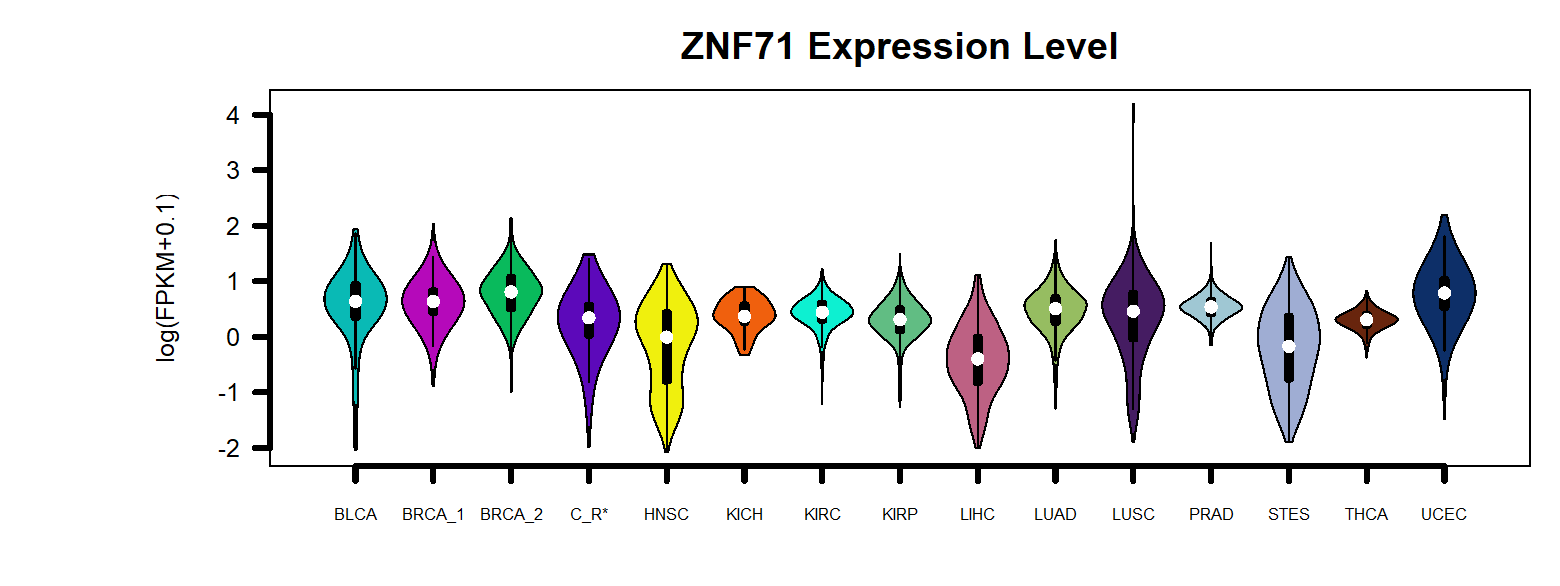 ZNF71 Expression Level
log(FPKM+0.1)
4
3
2
1
0
-1
-2
BLCA BRCA_1 BRCA_2 C_R* HNSC KICH KIRC KIRP LIHC LUAD LUSC PRAD STES THCA UCEC